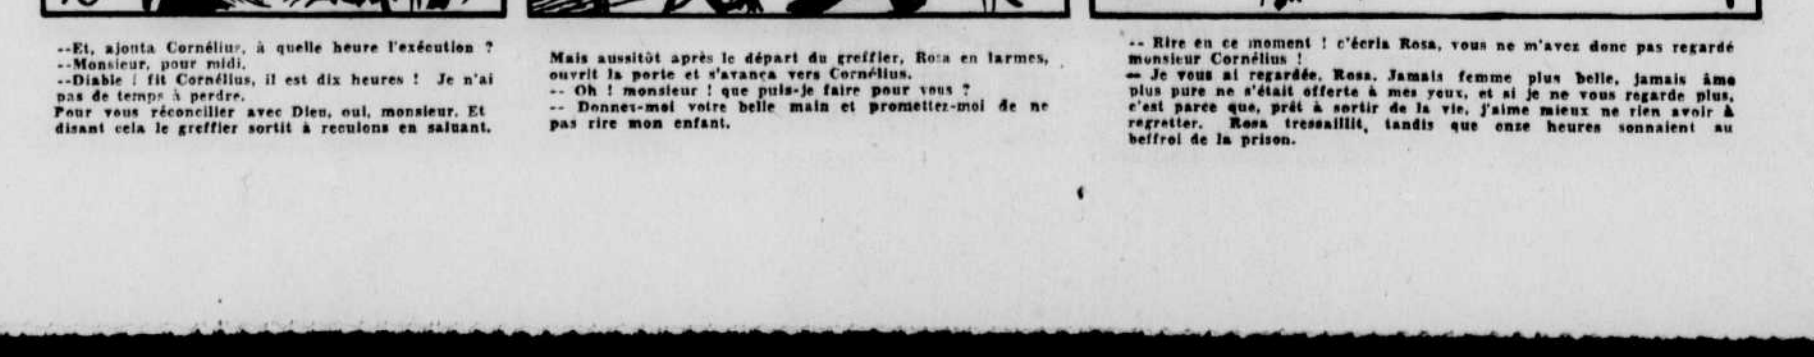 --Et, ajouta Cornélius, à quelle heure l'exécution ?
--Monsieur, pour midi.
--Diable ! fit Cornélius, il est dix heures ! Je n'ai
pas de temps à perdre.
Pour vous réconcilier avec Dieu, oui, monsieur. Et
disant cela le greffier sortit à reculons en saluant.
Mais aussitôt après le départ du greffier, Rosa en larmes,
ouvrit la porte et s'avança vers Cornélius.
-- Oh ! monsieur ! que puis-je faire pour vous ?
-- Donnez-moi votre belle main et promettez-moi de ne
pas rire mon enfant.
-- Rire en ce moment ! c'écria Rosa, vous ne m'avez donc pas regardé
monsieur Cornélius !
-- Je vous ai regardée, Rosa. Jamais femme plus belle, jamais âme
plus pure ne s'était offerte à mes yeux, et si je ne vous regarde plus,
c'est parce que, prêt à sortir de la vie, j'aime mieux ne rien avoir à
regretter. Rosa tressaillit, tandis que onze heures sonnaient au
beffroi de la prison.